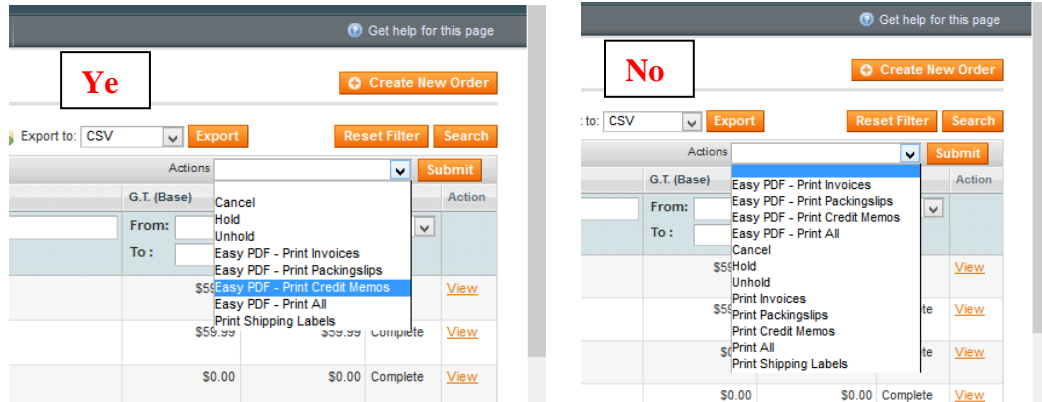 Get help for this page
Ye
Create New Order
Export to: CSV Export Reset Filter Search
Actions Submit
G.T. (Base) Action
From:
To :
Cancel
Hold
Unhold
Easy PDF - Print Invoices
Easy PDF - Print Packingslips
Easy PDF - Print Credit Memos
Easy PDF - Print All
Print Shipping Labels
View
$59.99 $59.99 Complete View
$0.00 $0.00 Complete View
Get help for this page
No
Create New Order
t to: CSV Export Reset Filter Search
Actions Submit
G.T. (Base) Action
From:
To :
Easy PDF - Print Invoices
Easy PDF - Print Packingslips
Easy PDF - Print Credit Memos
Easy PDF - Print All
Cancel
Hold
Unhold
Print Invoices
Print Packingslips
Print Credit Memos
Print All
Print Shipping Labels
View
View
View
$0.00 $0.00 Complete View